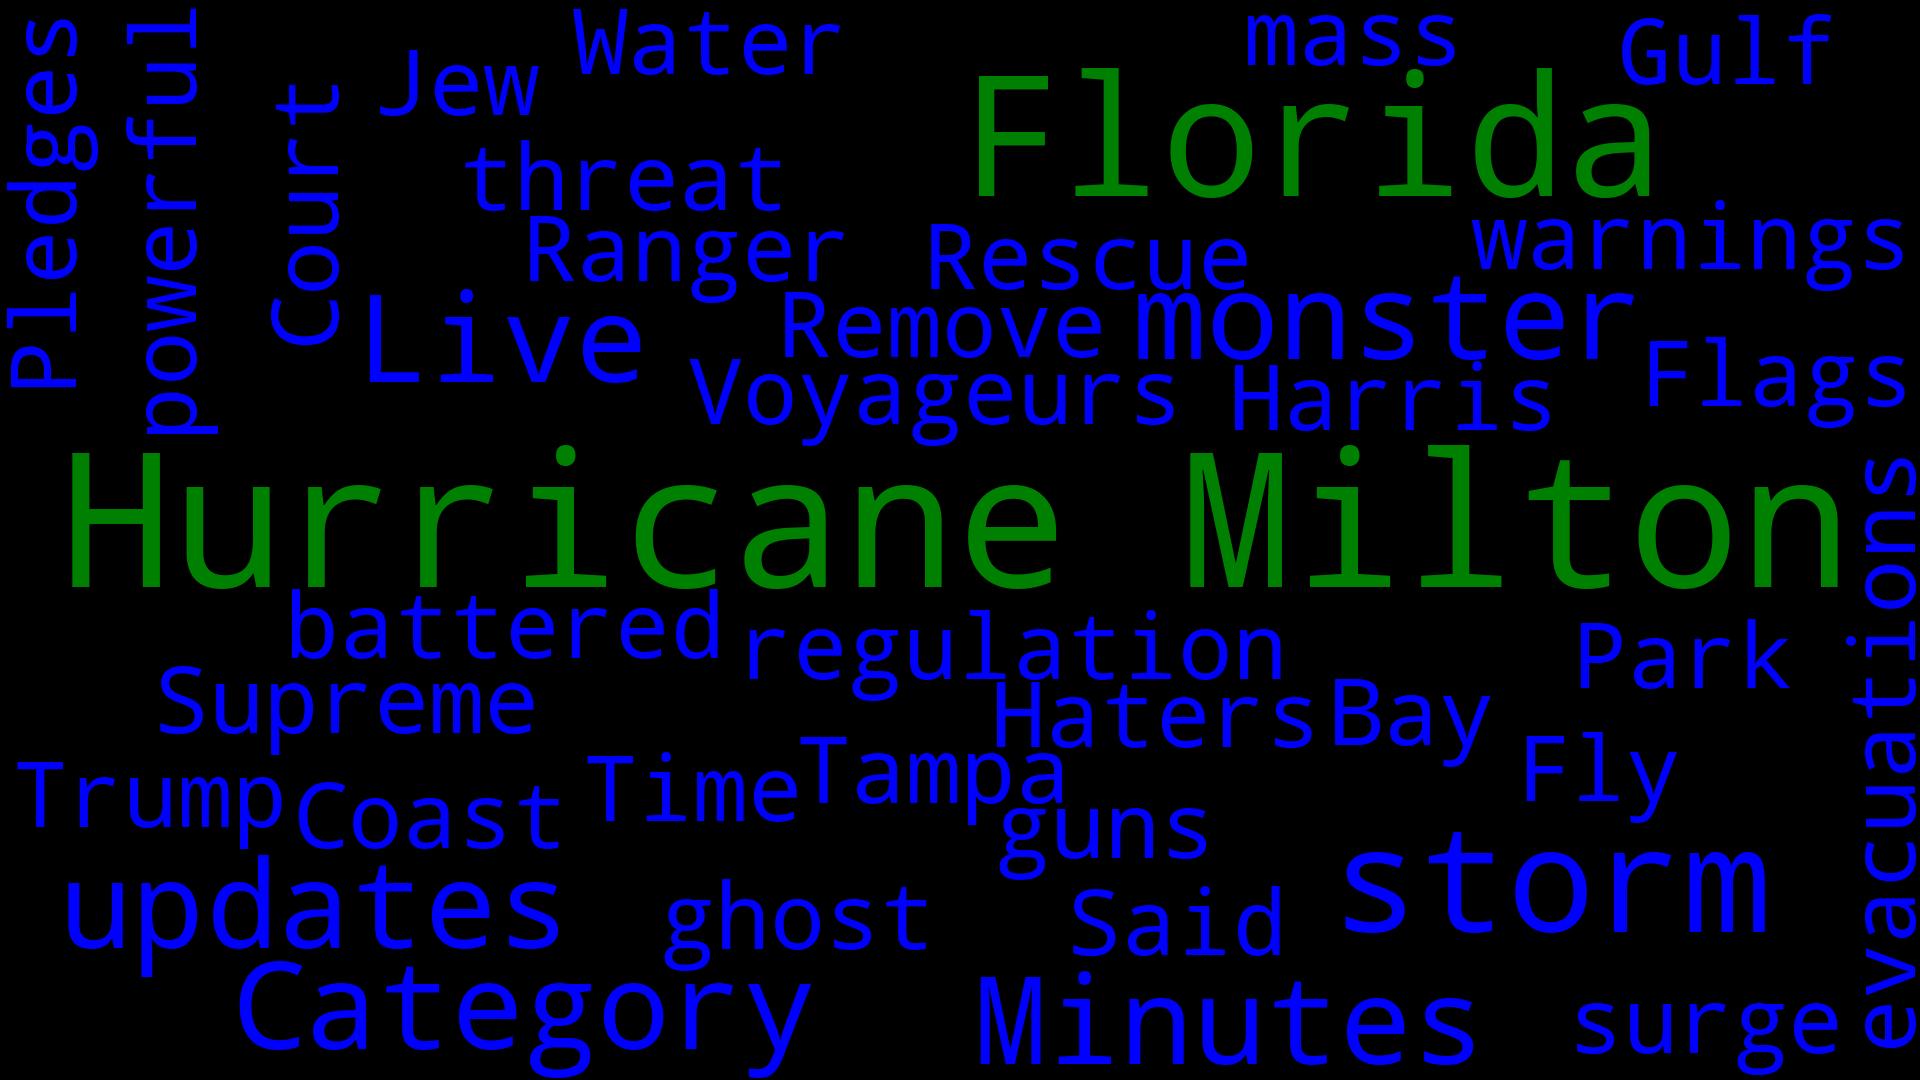 Pledges
powerful
Court
Jew
Water
mass
Gulf
Florida
threat
Ranger
Rescue
warnings
Live
Remove
monster
Voyageurs
Harris
Flags
Hurricane Milton
evacuations
battered
regulation
Park
Supreme
Haters
Bay
Trump
Coast
Time
Tampa
Fly
guns
updates
ghost
Said
storm
Category
Minutes
surge